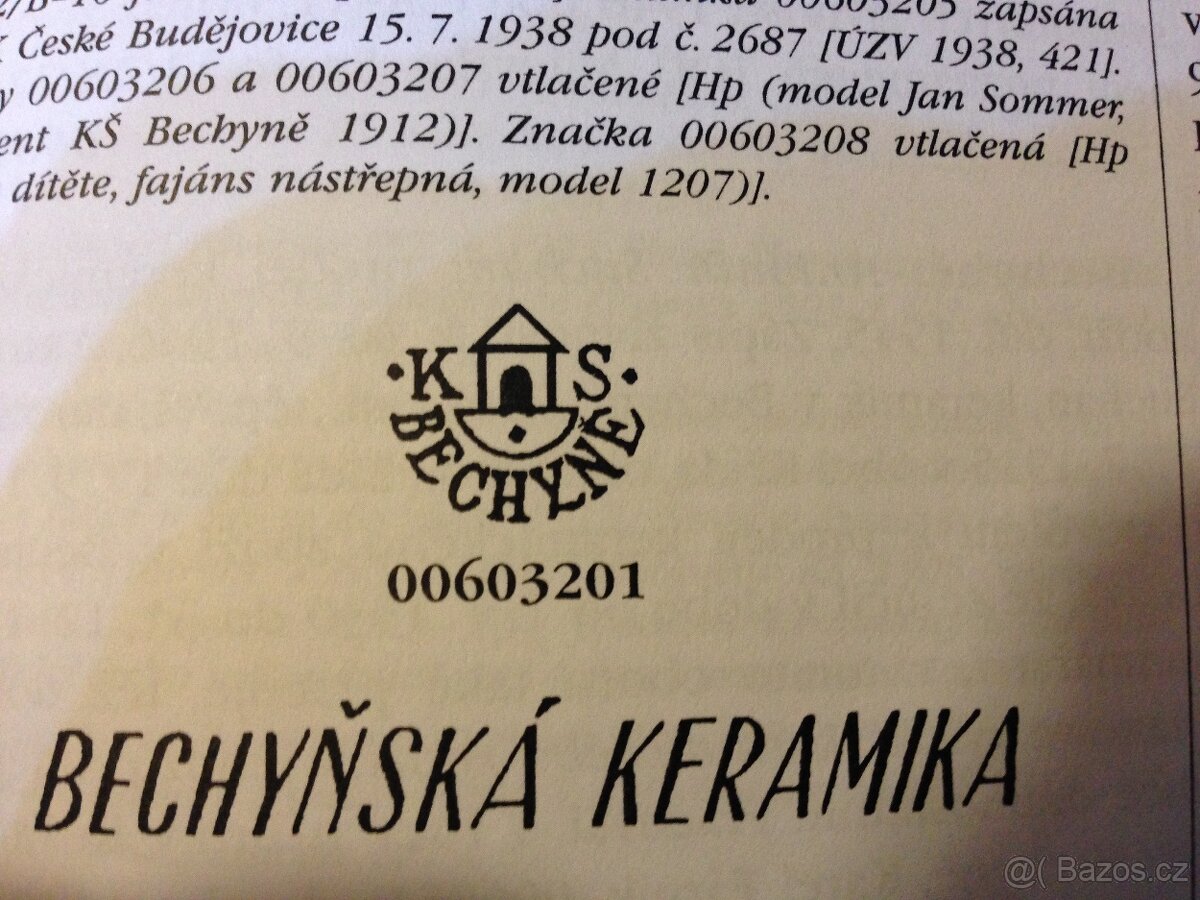 zapsána
České Budějovice 15. 7. 1938 pod č. 2687 [ÚZV 1938, 421].
00603206 a 00603207 vtlačené [Hp (model Jan Sommer,
KŠ Bechyně 1912)]. Značka 00603208 vtlačená [Hp
dítěte, fajáns nástřepná, model 1207)].
·K S·
BECHYNĚ
00603201
BECHYŇSKÁ KERAMIKA
@( Bazos.cz